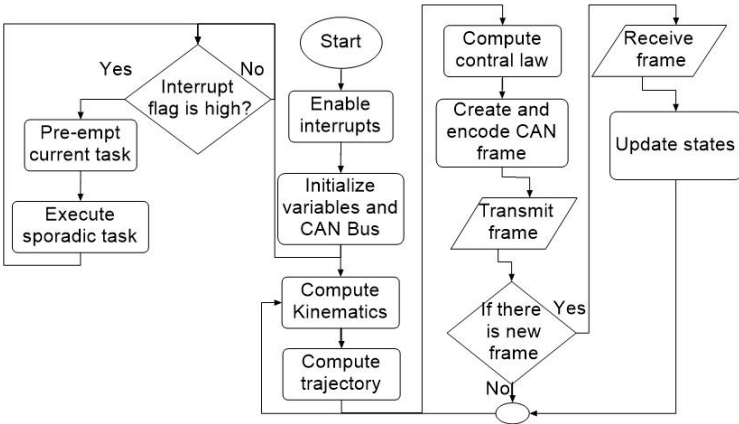 Start
Enable
interrupts
Initialize
variables and
CAN Bus
Yes
No
Interrupt
flag is high?
Pre-empt
current task
Execute
sporadic task
Compute
Kinematics
Compute
trajectory
Compute
contral law
Create and
encode CAN
frame
Transmit
frame
If there
is new
frame
Yes
No
Receive
frame
Update states